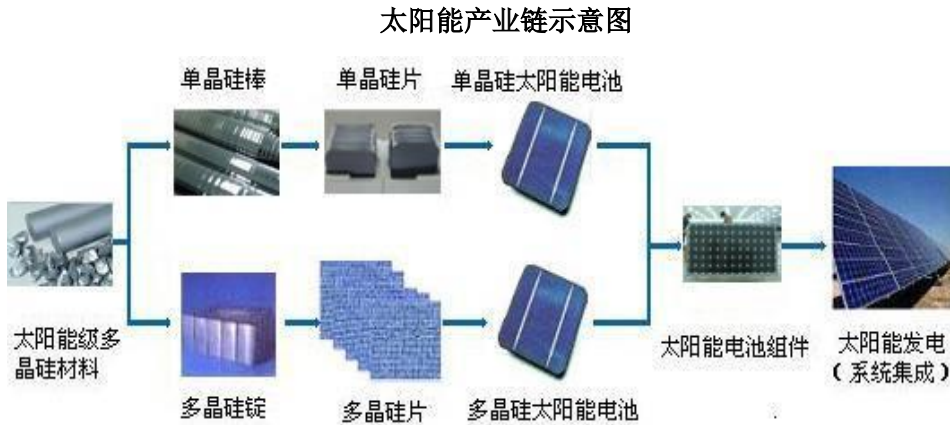 太阳能产业链示意图
单晶硅棒
单晶硅片
单晶硅太阳能电池
太阳能级多
晶硅材料
多晶硅锭
多晶硅片
多晶硅太阳能电池
太阳能电池组件
太阳能发电
（系统集成）